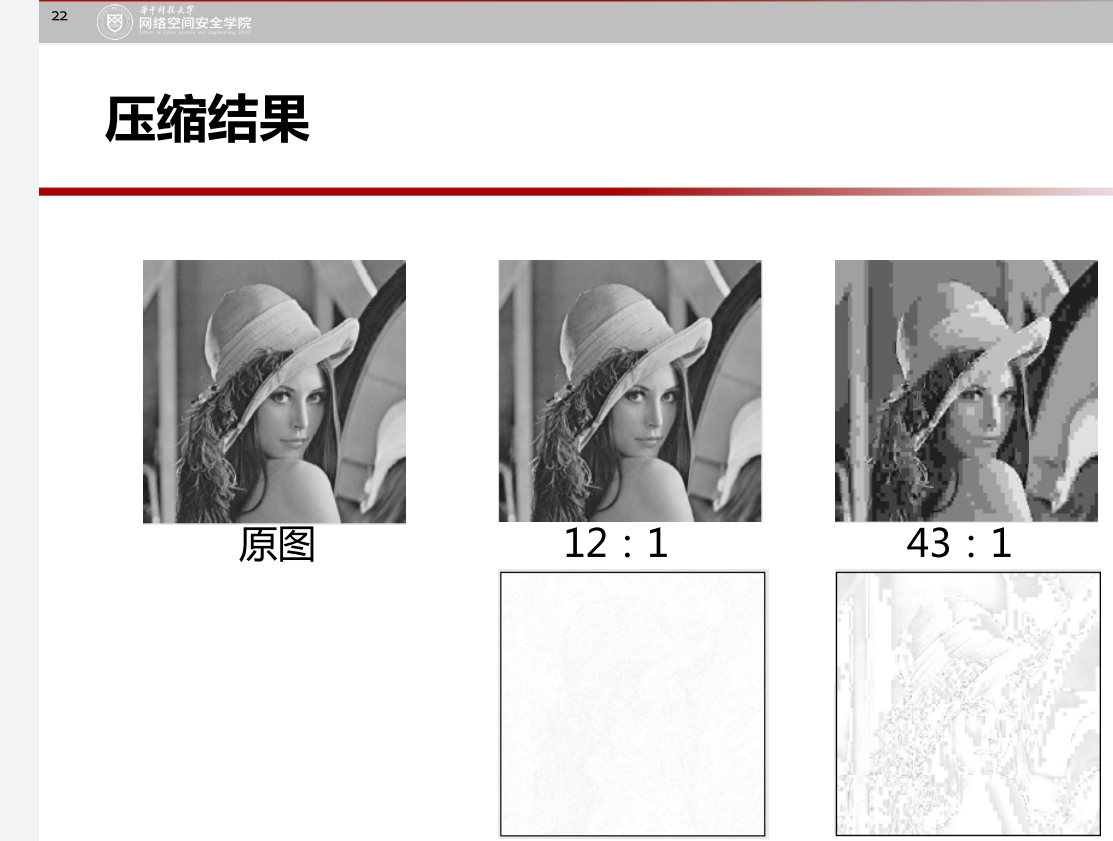 22
华中科技大学
网络空间安全学院
School of Cyber Science and Engineering, HUST
压缩结果
原图
12：1
43：1